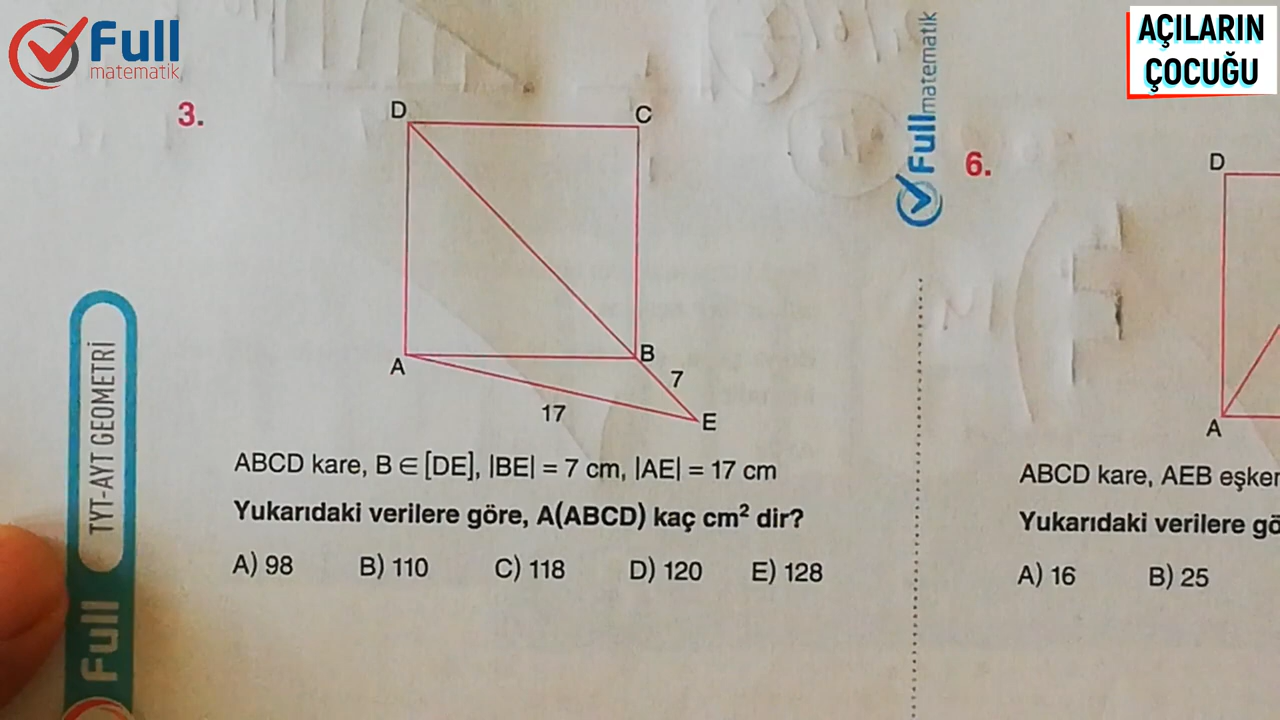 Full
matematik
AÇILARIN
ÇOCUĞU
3.
D
C
A
B
7
17
E
ABCD kare, B ∈ [DE], |BE| = 7 cm, |AE| = 17 cm
Yukarıdaki verilere göre, A(ABCD) kaç cm² dir?
A) 98 B) 110 C) 118 D) 120 E) 128
TYT-AYT GEOMETRİ
Full
Full matematik
6.
D
A
ABCD kare, AEB eşker
Yukarıdaki verilere gö
A) 16 B) 25